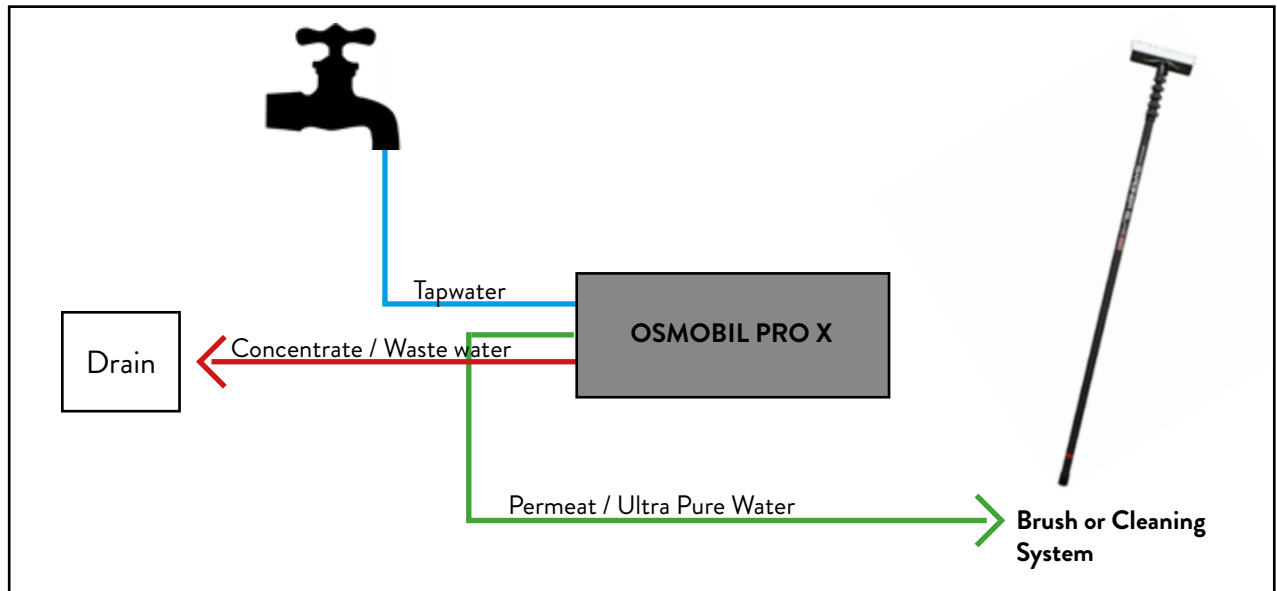 Tapwater
OSMOBIL PRO X
Concentrate / Waste water
Drain
Permeat / Ultra Pure Water
Brush or Cleaning
System